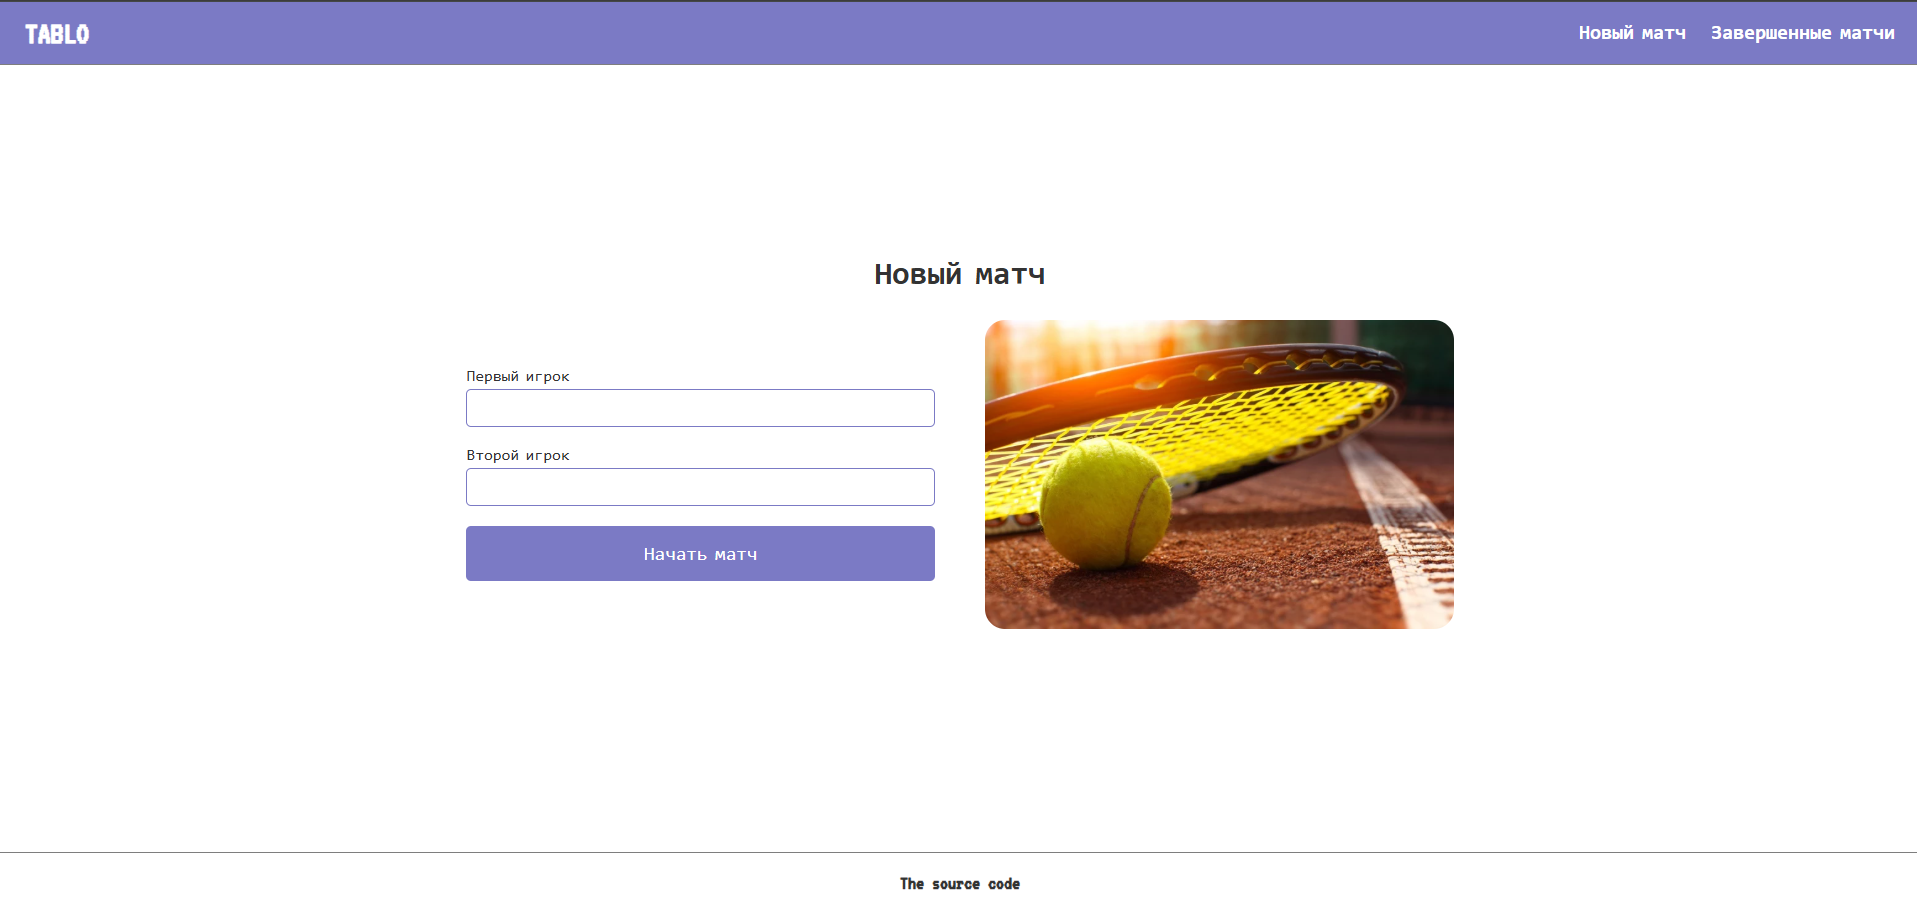 TABLO
Новый матч
Завершенные матчи
Новый матч
Первый игрок
Второй игрок
Начать матч
The source code